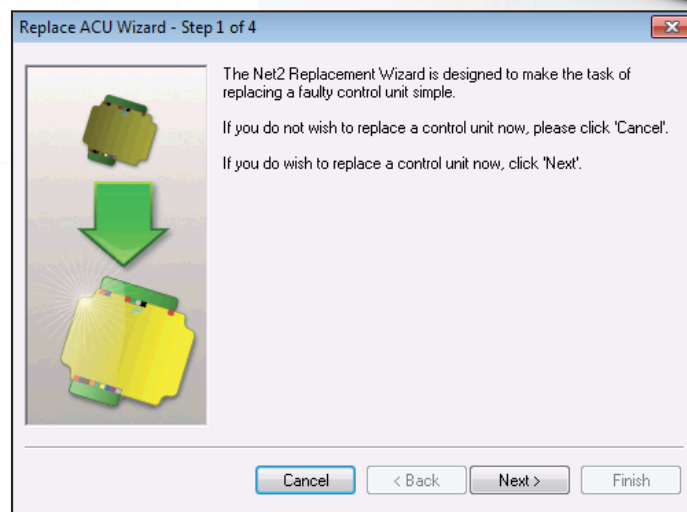 Replace ACU Wizard - Step 1 of 4
The Net2 Replacement Wizard is designed to make the task of
replacing a faulty control unit simple.
If you do not wish to replace a control unit now, please click 'Cancel'.
If you do wish to replace a control unit now, click 'Next'.
Cancel
< Back
Next >
Finish